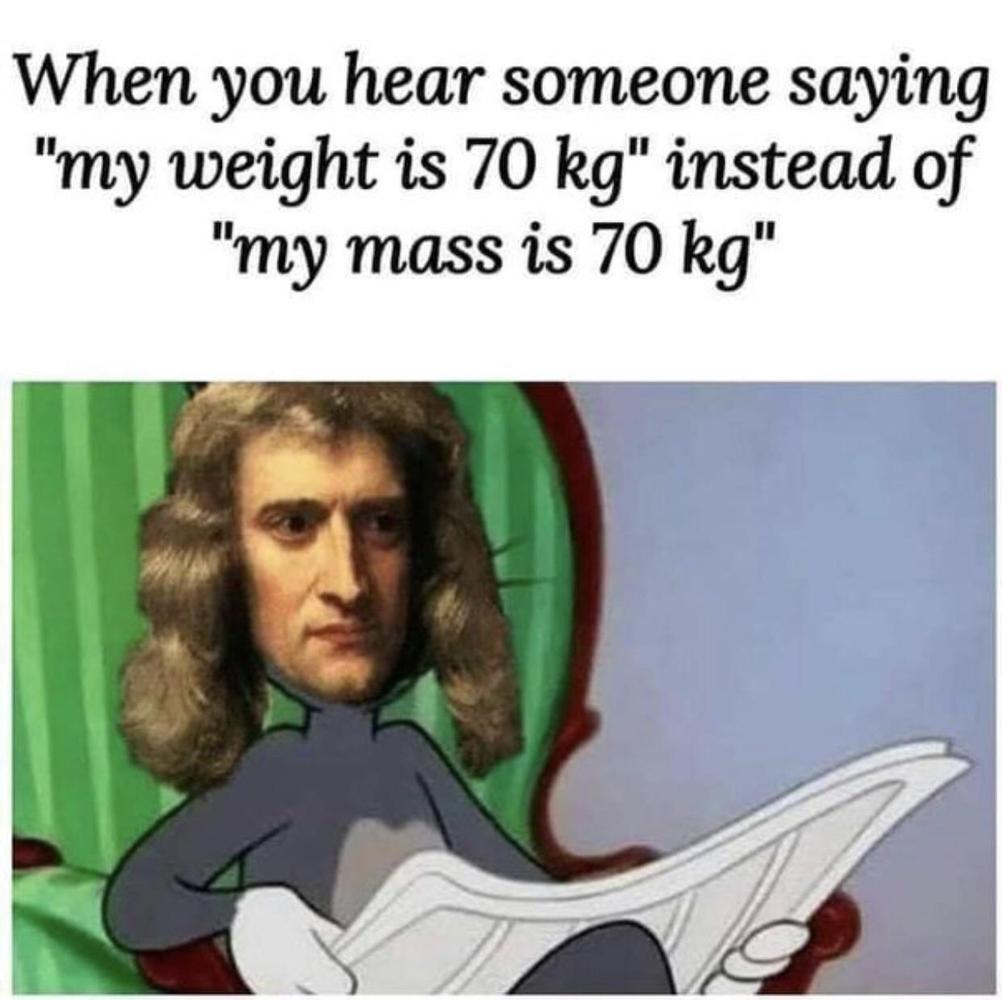 When you hear someone saying
"my weight is 70 kg" instead of
"my mass is 70 kg"